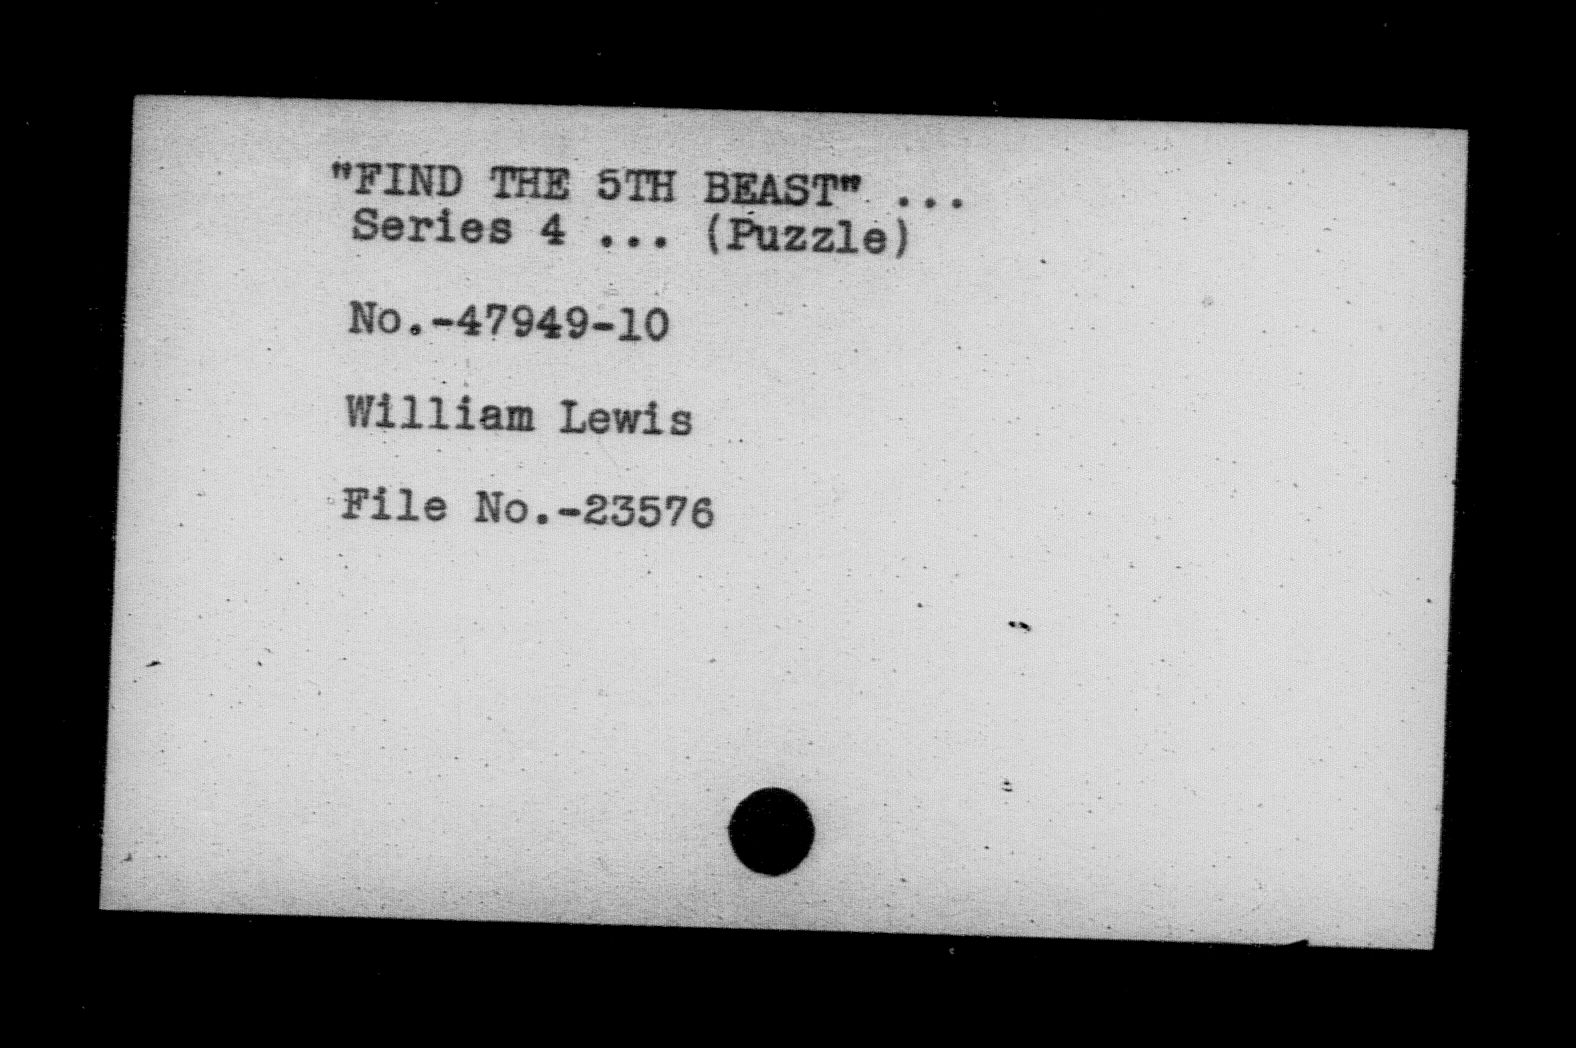 "FIND THE 5TH BEAST" ...
Series 4 ... (Puzzle)
No.-47949-10
William Lewis
File No.-23576